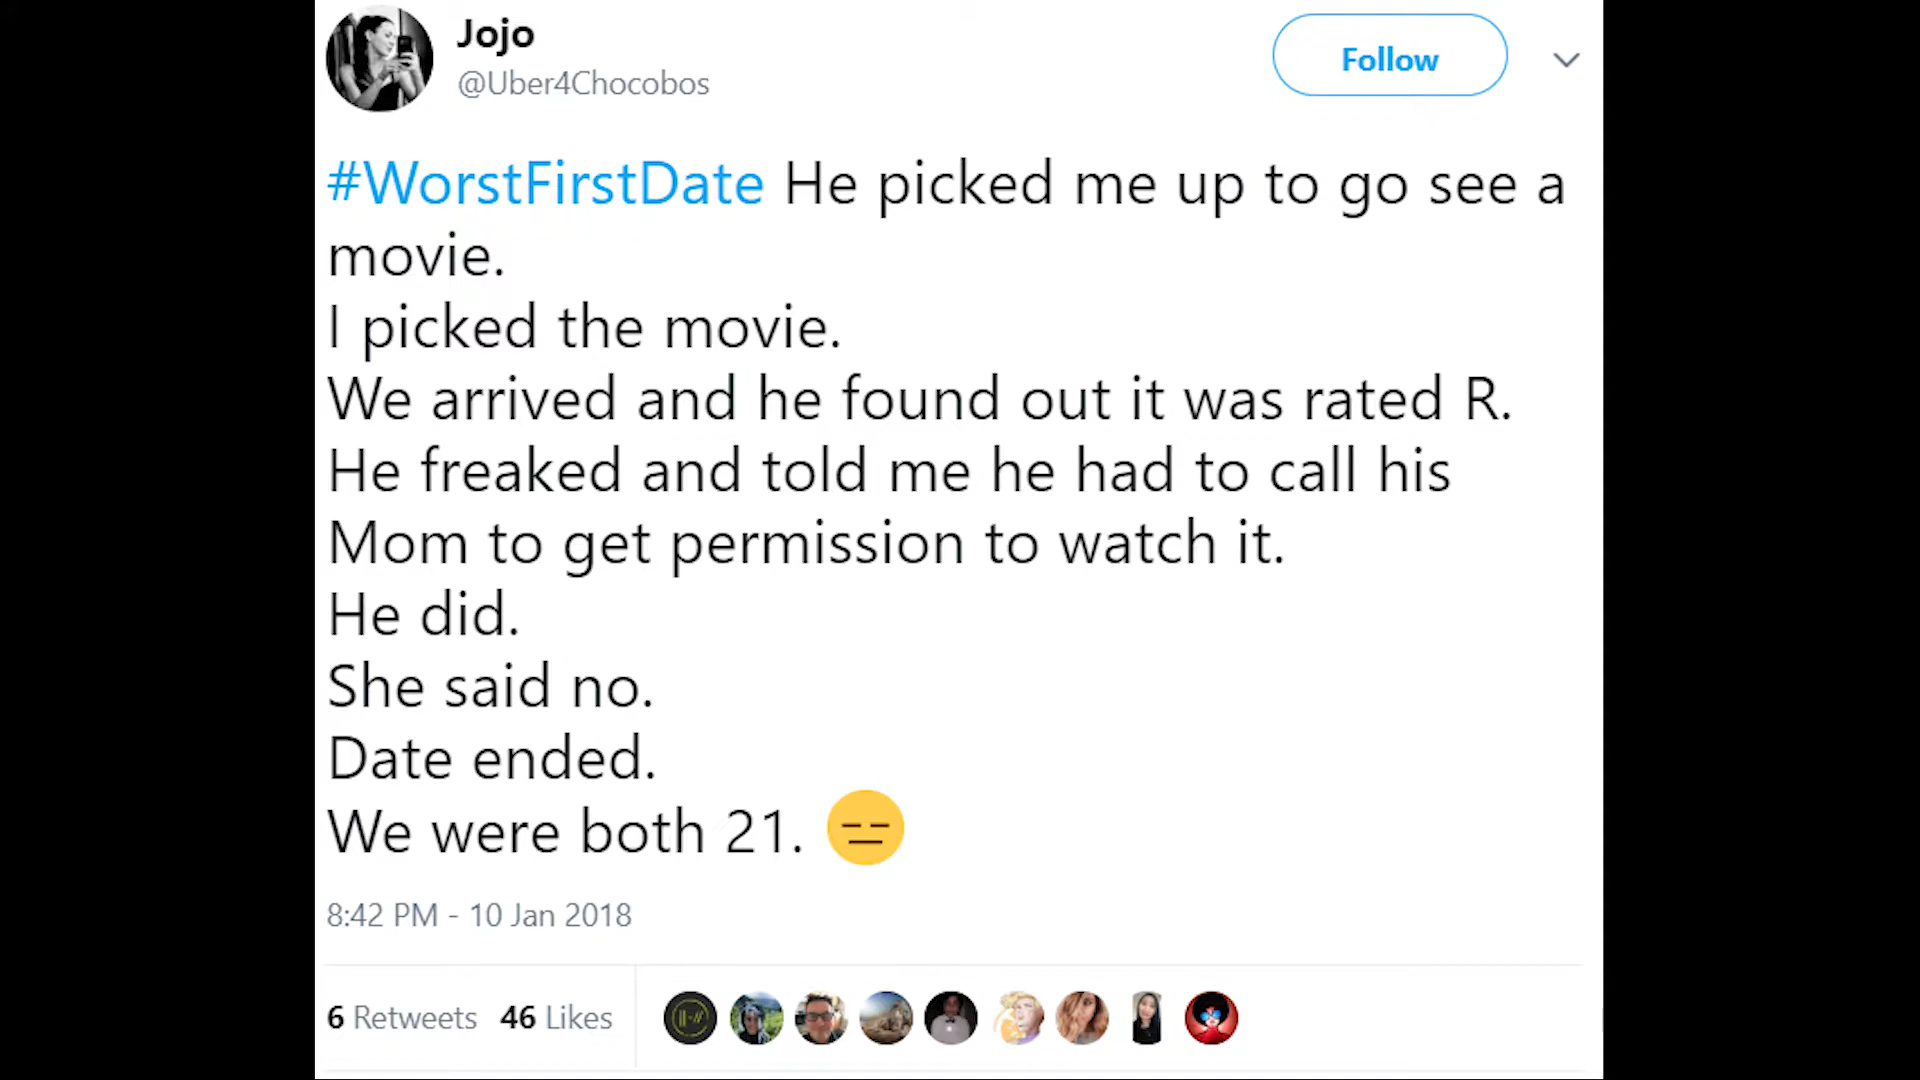 Jojo
@Uber4Chocobos
Follow
#WorstFirstDate He picked me up to go see a
movie.
I picked the movie.
We arrived and he found out it was rated R.
He freaked and told me he had to call his
Mom to get permission to watch it.
He did.
She said no.
Date ended.
We were both 21. 😑
8:42 PM - 10 Jan 2018
6 Retweets 46 Likes